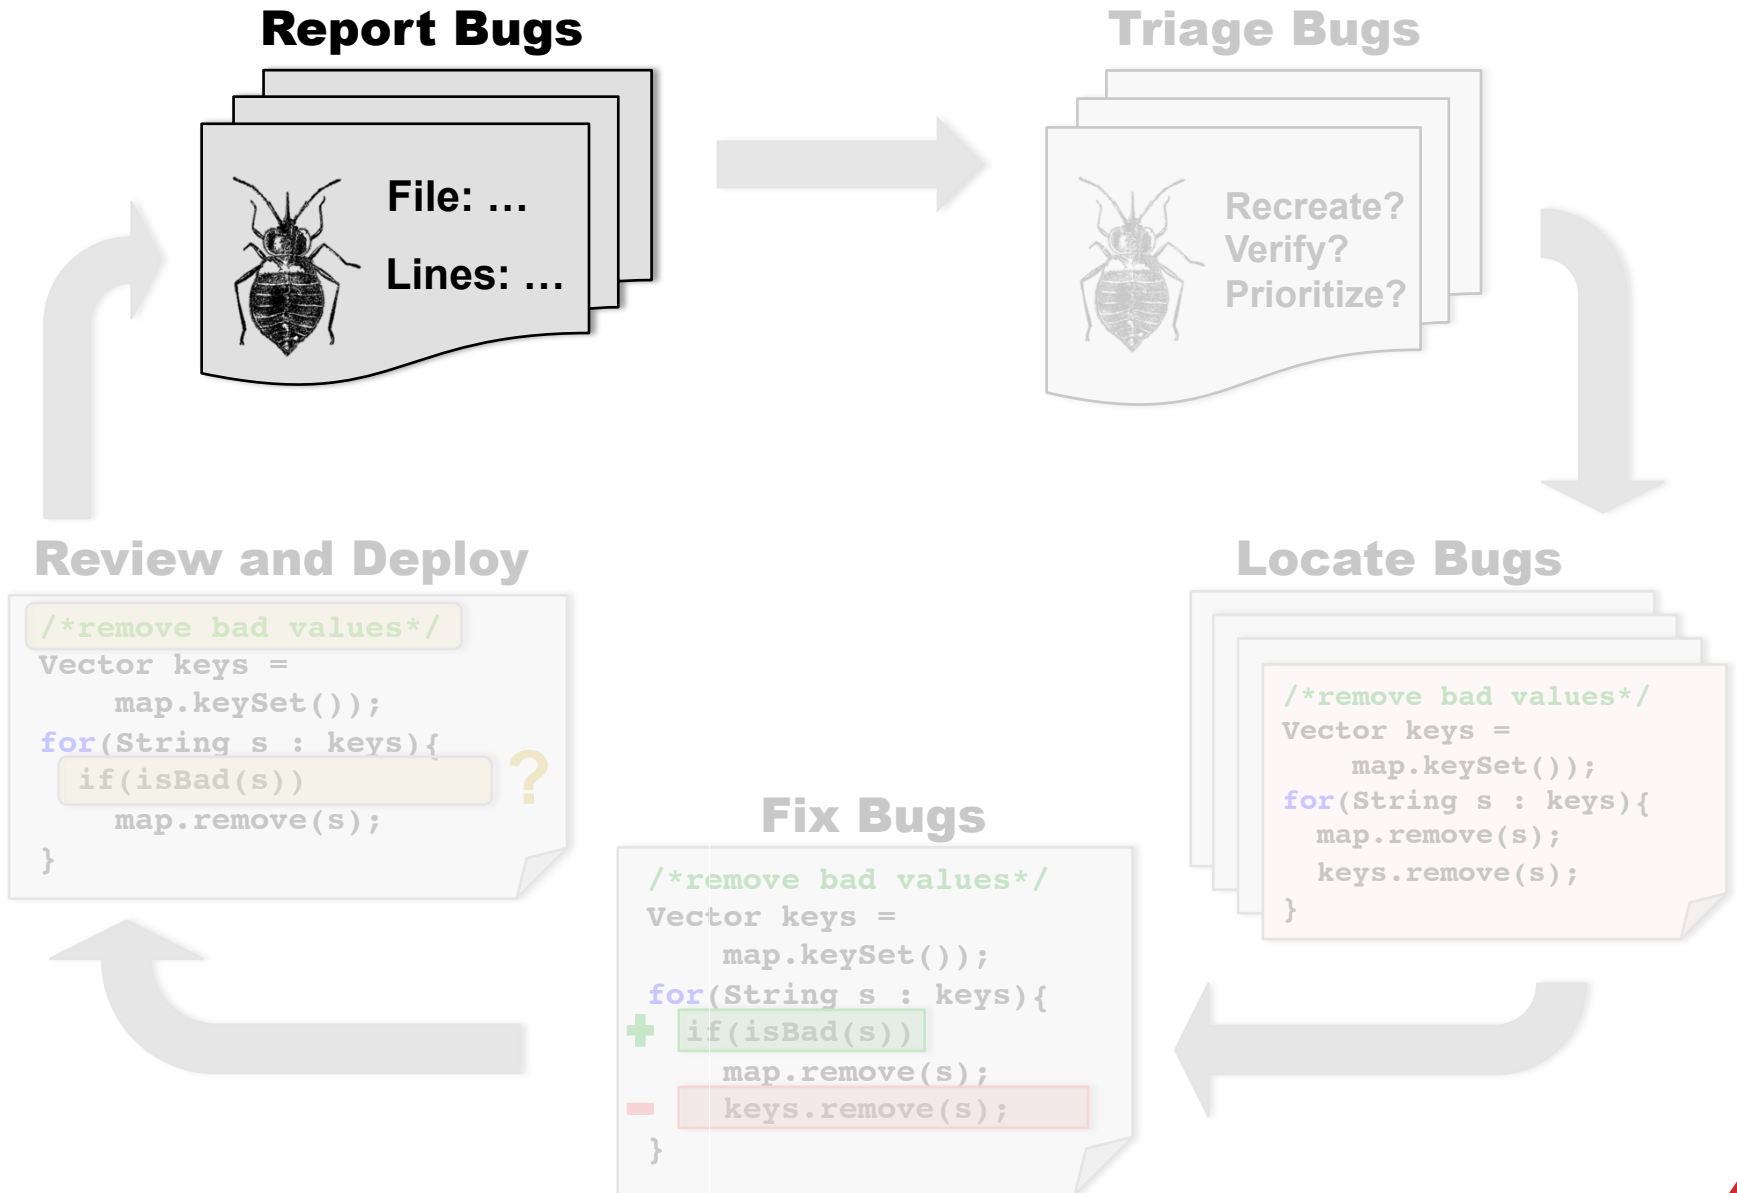 Report Bugs
File: …
Lines: …
Triage Bugs
Recreate?
Verify?
Prioritize?
Locate Bugs
/*remove bad values*/
Vector keys =
    map.keySet());
for(String s : keys){
  map.remove(s);
  keys.remove(s);
}
Fix Bugs
/*remove bad values*/
Vector keys =
    map.keySet());
for(String s : keys){
+ if(isBad(s))
    map.remove(s);
-   keys.remove(s);
}
Review and Deploy
/*remove bad values*/
Vector keys =
    map.keySet());
for(String s : keys){
  if(isBad(s)) ?
    map.remove(s);
}